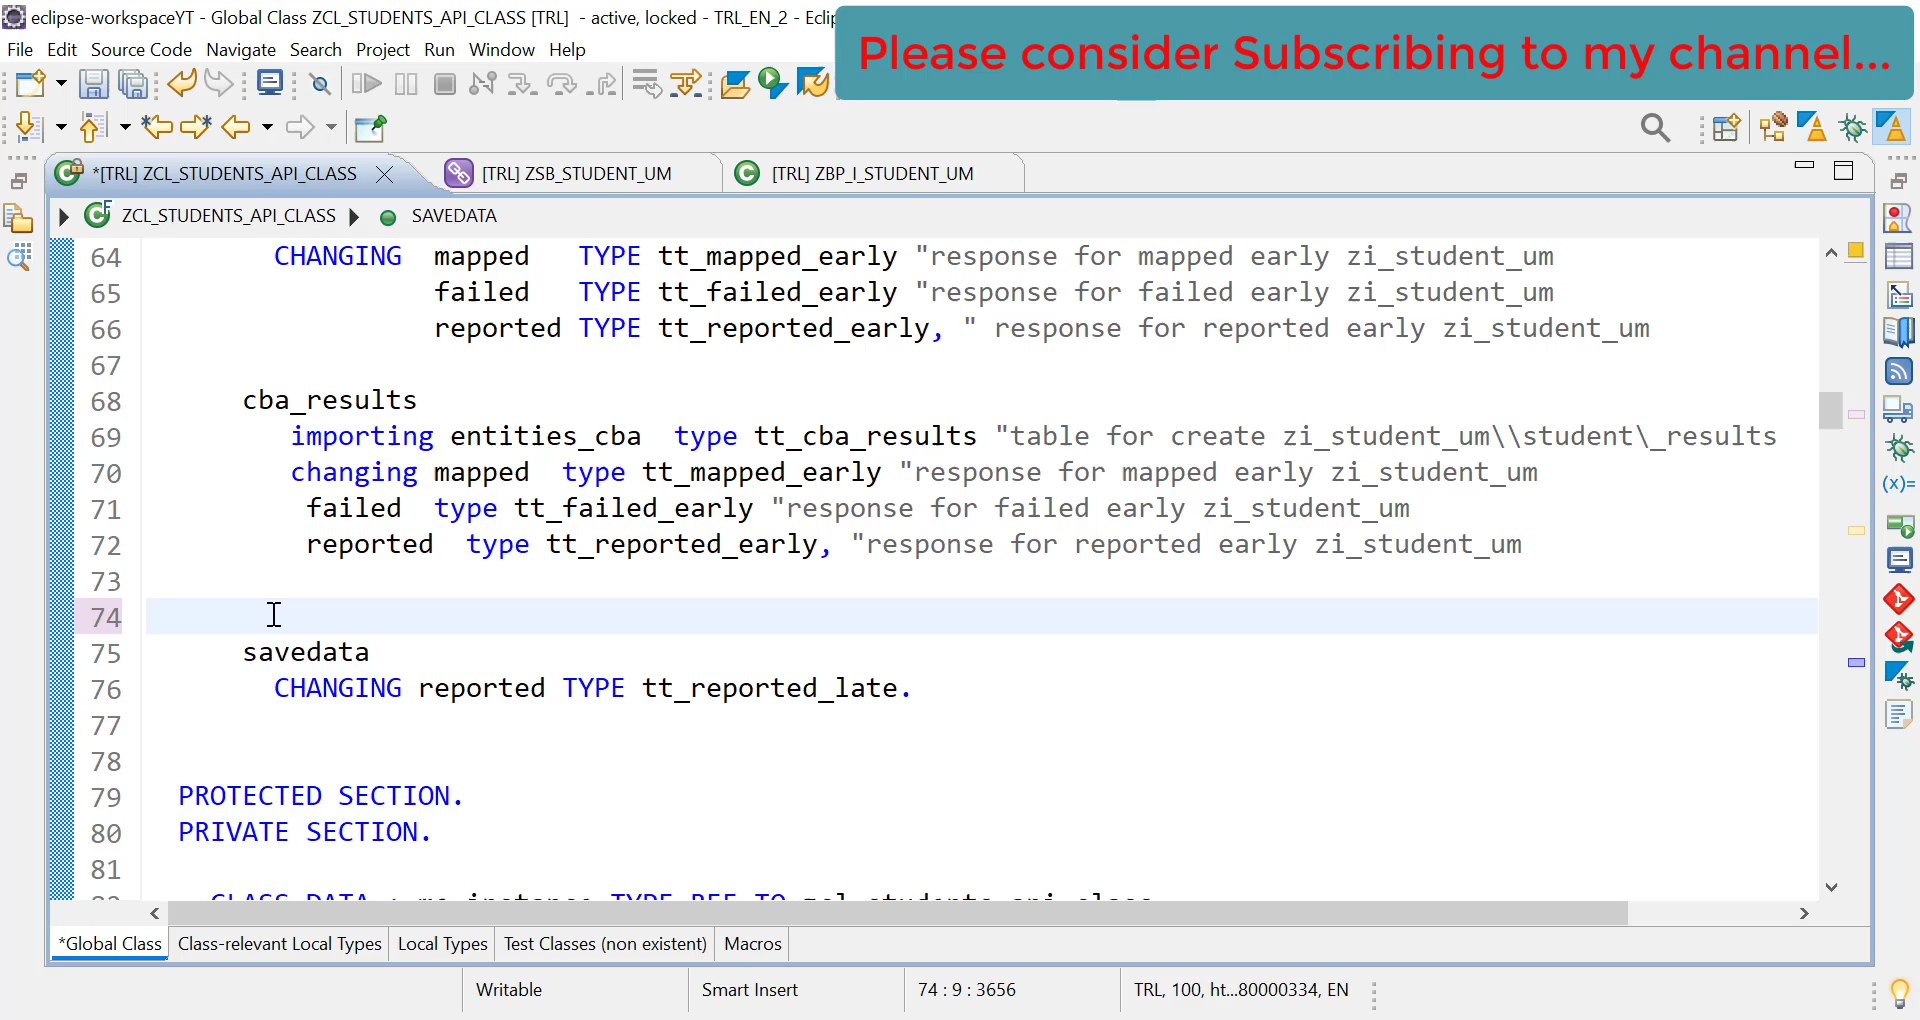 eclipse-workspaceYT - Global Class ZCL_STUDENTS_API_CLASS [TRL] - active, locked - TRL_EN_2 -
Please consider Subscribing to my channel...
File Edit Source Code Navigate Search Project Run Window Help
*[TRL] ZCL_STUDENTS_API_CLASS [TRL] ZSB_STUDENT_UM [TRL] ZBP_I_STUDENT_UM
ZCL_STUDENTS_API_CLASS SAVEDATA
64 CHANGING mapped TYPE tt_mapped_early "response for mapped early zi_student_um
65 failed TYPE tt_failed_early "response for failed early zi_student_um
66 reported TYPE tt_reported_early, " response for reported early zi_student_um
67
68 cba_results
69 importing entities_cba type tt_cba_results "table for create zi_student_um\\student\_results
70 changing mapped type tt_mapped_early "response for mapped early zi_student_um
71 failed type tt_failed_early "response for failed early zi_student_um
72 reported type tt_reported_early, "response for reported early zi_student_um
73
74
75 savedata
76 CHANGING reported TYPE tt_reported_late.
77
78
79 PROTECTED SECTION.
80 PRIVATE SECTION.
81
*Global Class Class-relevant Local Types Local Types Test Classes (non existent) Macros
Writable Smart Insert 74 : 9 : 3656 TRL, 100, ht...80000334, EN